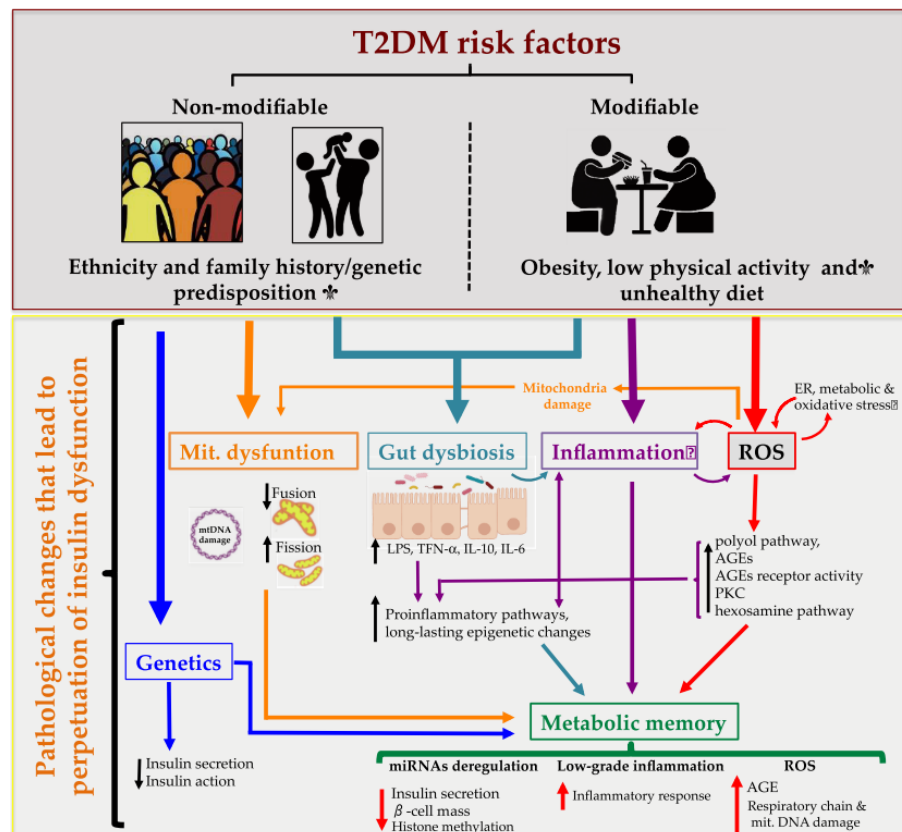 T2DM risk factors
Non-modifiable
Modifiable
Ethnicity and family history/genetic
predisposition ⚜
Obesity, low physical activity and⚜
unhealthy diet
Pathological changes that lead to
perpetuation of insulin dysfunction
Mitochondria
damage
ER, metabolic &
oxidative stress⍰
Mit. dysfuntion
Gut dysbiosis
Inflammation⍰
ROS
mtDNA
damage
Fusion
Fission
LPS, TFN-α, IL-10, IL-6
polyol pathway,
AGEs
AGEs receptor activity
PKC
hexosamine pathway
Proinflammatory pathways,
long-lasting epigenetic changes
Genetics
Insulin secretion
Insulin action
Metabolic memory
miRNAs deregulation
Insulin secretion
β-cell mass
Histone methylation
Low-grade inflammation
Inflammatory response
ROS
AGE
Respiratory chain &
mit. DNA damage